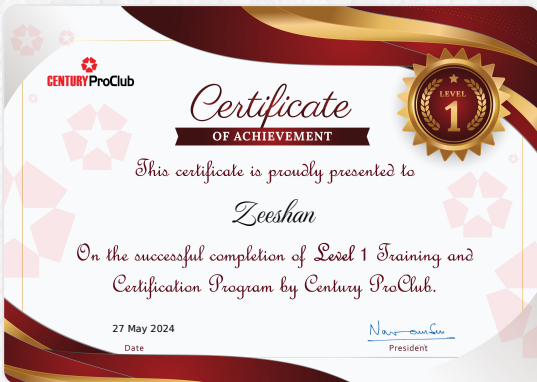 CENTURY ProClub
Certificate
OF ACHIEVEMENT
LEVEL
1
This certificate is proudly presented to
Zeeshan
On the successful completion of Level 1 Training and
Certification Program by Century ProClub.
27 May 2024
Date
President